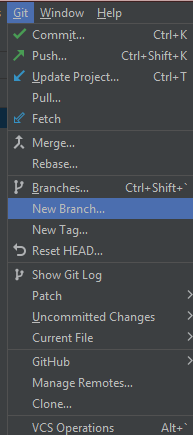 Git Window Help
Commit... Ctrl+K
Push... Ctrl+Shift+K
Update Project... Ctrl+T
Pull...
Fetch
Merge...
Rebase...
Branches... Ctrl+Shift+`
New Branch...
New Tag...
Reset HEAD...
Show Git Log
Patch
Uncommitted Changes
Current File
GitHub
Manage Remotes...
Clone...
VCS Operations Alt+`